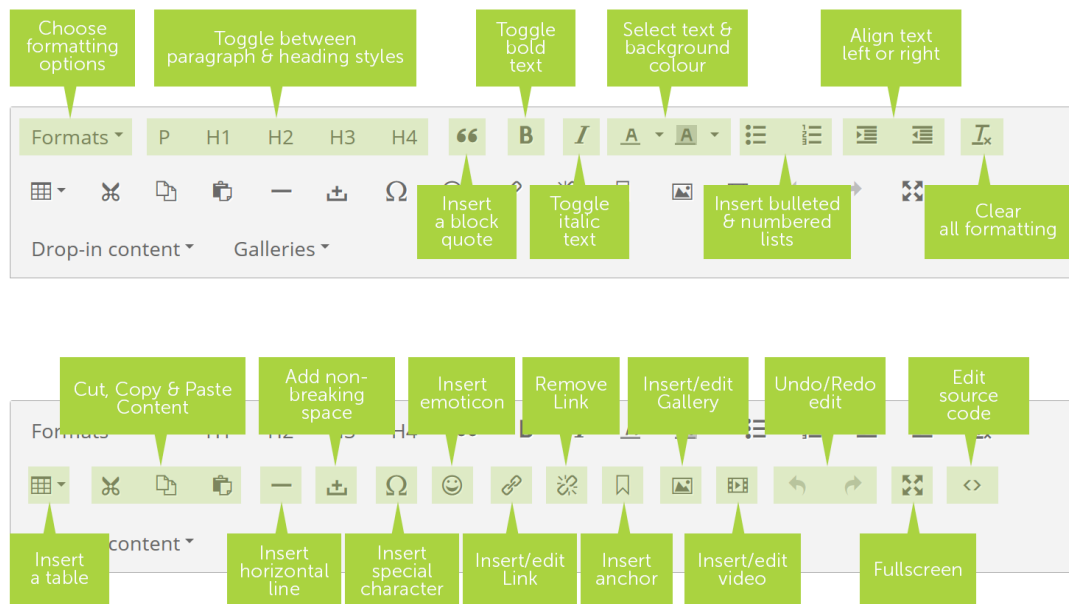 Choose
formatting
options
Toggle between
paragraph & heading styles
Toggle
bold
text
Select text &
background
colour
Align text
left or right
Formats P H1 H2 H3 H4 “ B I A A
Insert
a block
quote
Toggle
italic
text
Insert bulleted
& numbered
lists
Clear
all formatting
Drop-in content Galleries
Cut, Copy & Paste
Content
Add non-
breaking
space
Insert
emoticon
Remove
Link
Insert/edit
Gallery
Undo/Redo
edit
Edit
source
code
Formats H1 H2 H3 H4
Insert
a table
content
Insert
horizontal
line
Insert
special
character
Insert/edit
Link
Insert
anchor
Insert/edit
video
Fullscreen